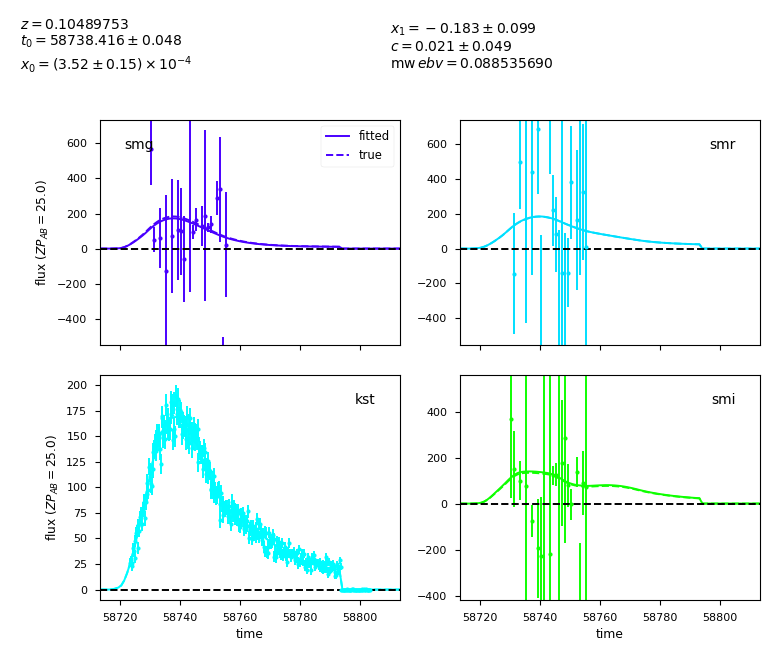 z = 0.10489753
t₀ = 58738.416 ± 0.048
x₀ = (3.52 ± 0.15) × 10⁻⁴
x₁ = −0.183 ± 0.099
c = 0.021 ± 0.049
mw ebv = 0.088535690
smg
fitted
true
600
400
200
0
−200
−400
flux (ZP_AB = 25.0)
smr
600
400
200
0
−200
−400
kst
200
175
150
125
100
75
50
25
0
flux (ZP_AB = 25.0)
58720 58740 58760 58780 58800
time
smi
400
200
0
−200
−400
58720 58740 58760 58780 58800
time